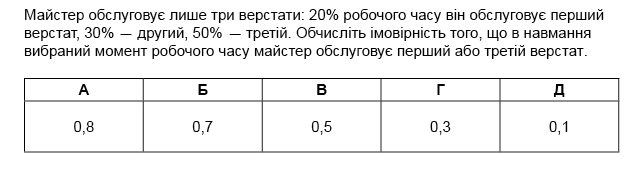 Майстер обслуговує лише три верстати: 20% робочого часу він обслуговує перший
верстат, 30% — другий, 50% — третій. Обчисліть імовірність того, що в навмання
вибраний момент робочого часу майстер обслуговує перший або третій верстат.
А Б В Г Д
0,8 0,7 0,5 0,3 0,1